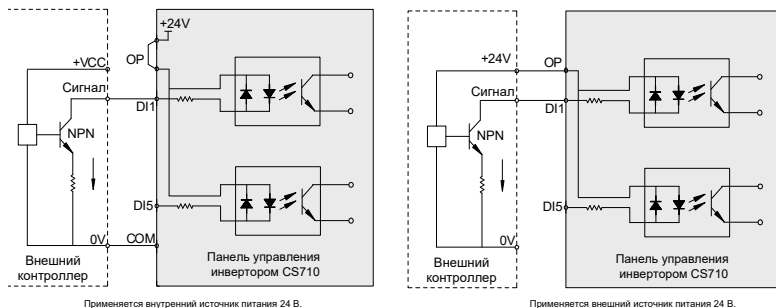 +24V
+VCC
OP
Сигнал
DI1
NPN
DI5
0V
COM
Внешний
контроллер
Панель управления
инвертором CS710
Применяется внутренний источник питания 24 В.
+24V
OP
Сигнал
DI1
NPN
DI5
0V
Внешний
контроллер
Панель управления
инвертором CS710
Применяется внешний источник питания 24 В.